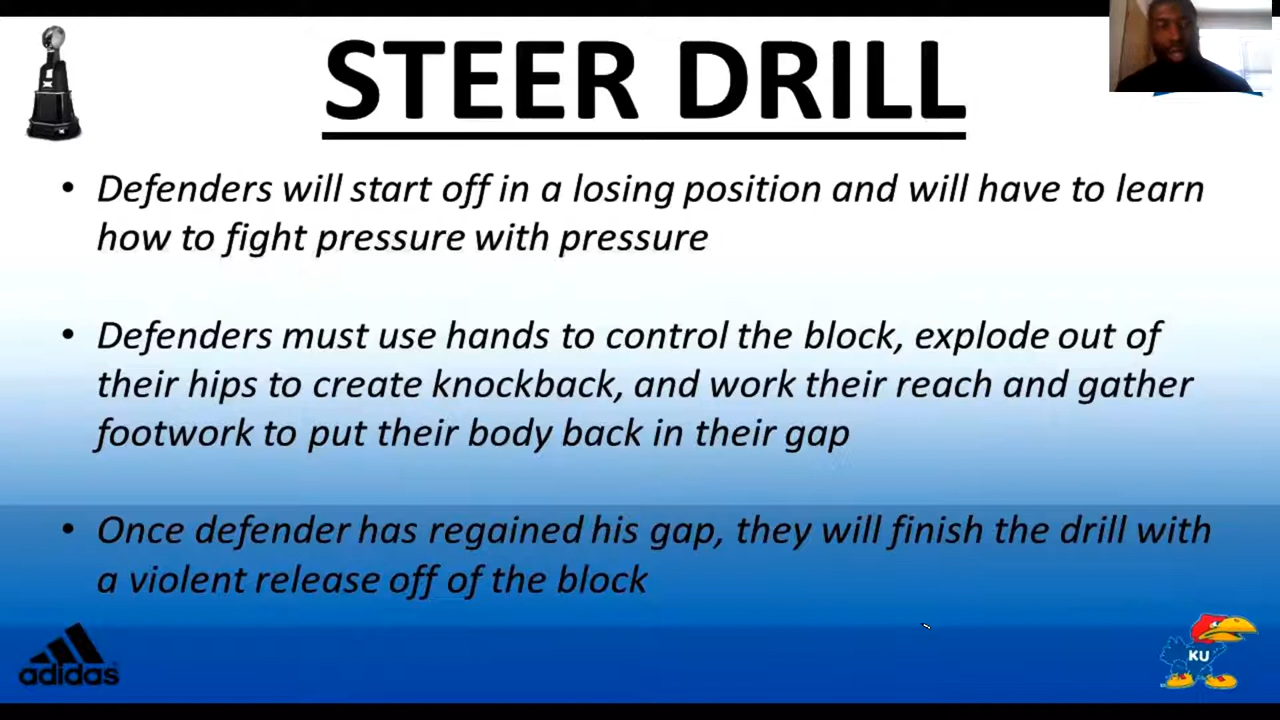 STEER DRILL
• Defenders will start off in a losing position and will have to learn
how to fight pressure with pressure
• Defenders must use hands to control the block, explode out of
their hips to create knockback, and work their reach and gather
footwork to put their body back in their gap
• Once defender has regained his gap, they will finish the drill with
a violent release off of the block
adidas
KU